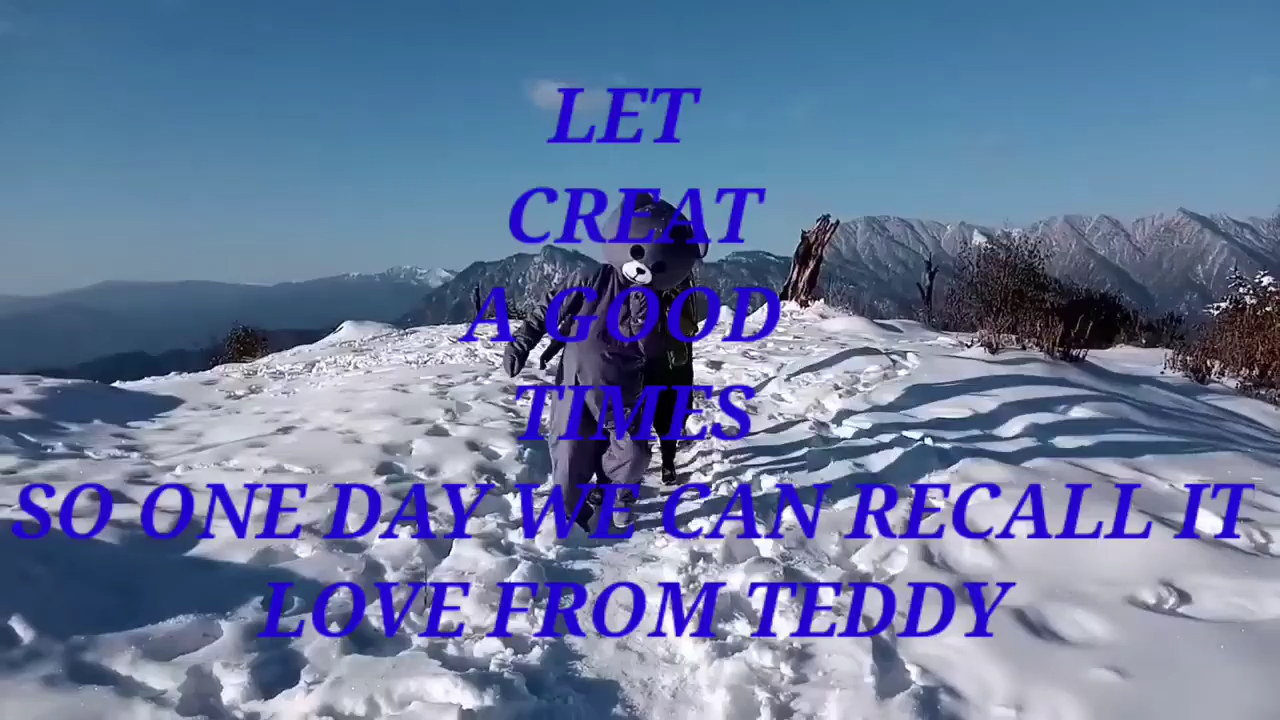 LET
CREAT
A GOOD
TIMES
SO ONE DAY WE CAN RECALL IT
LOVE FROM TEDDY